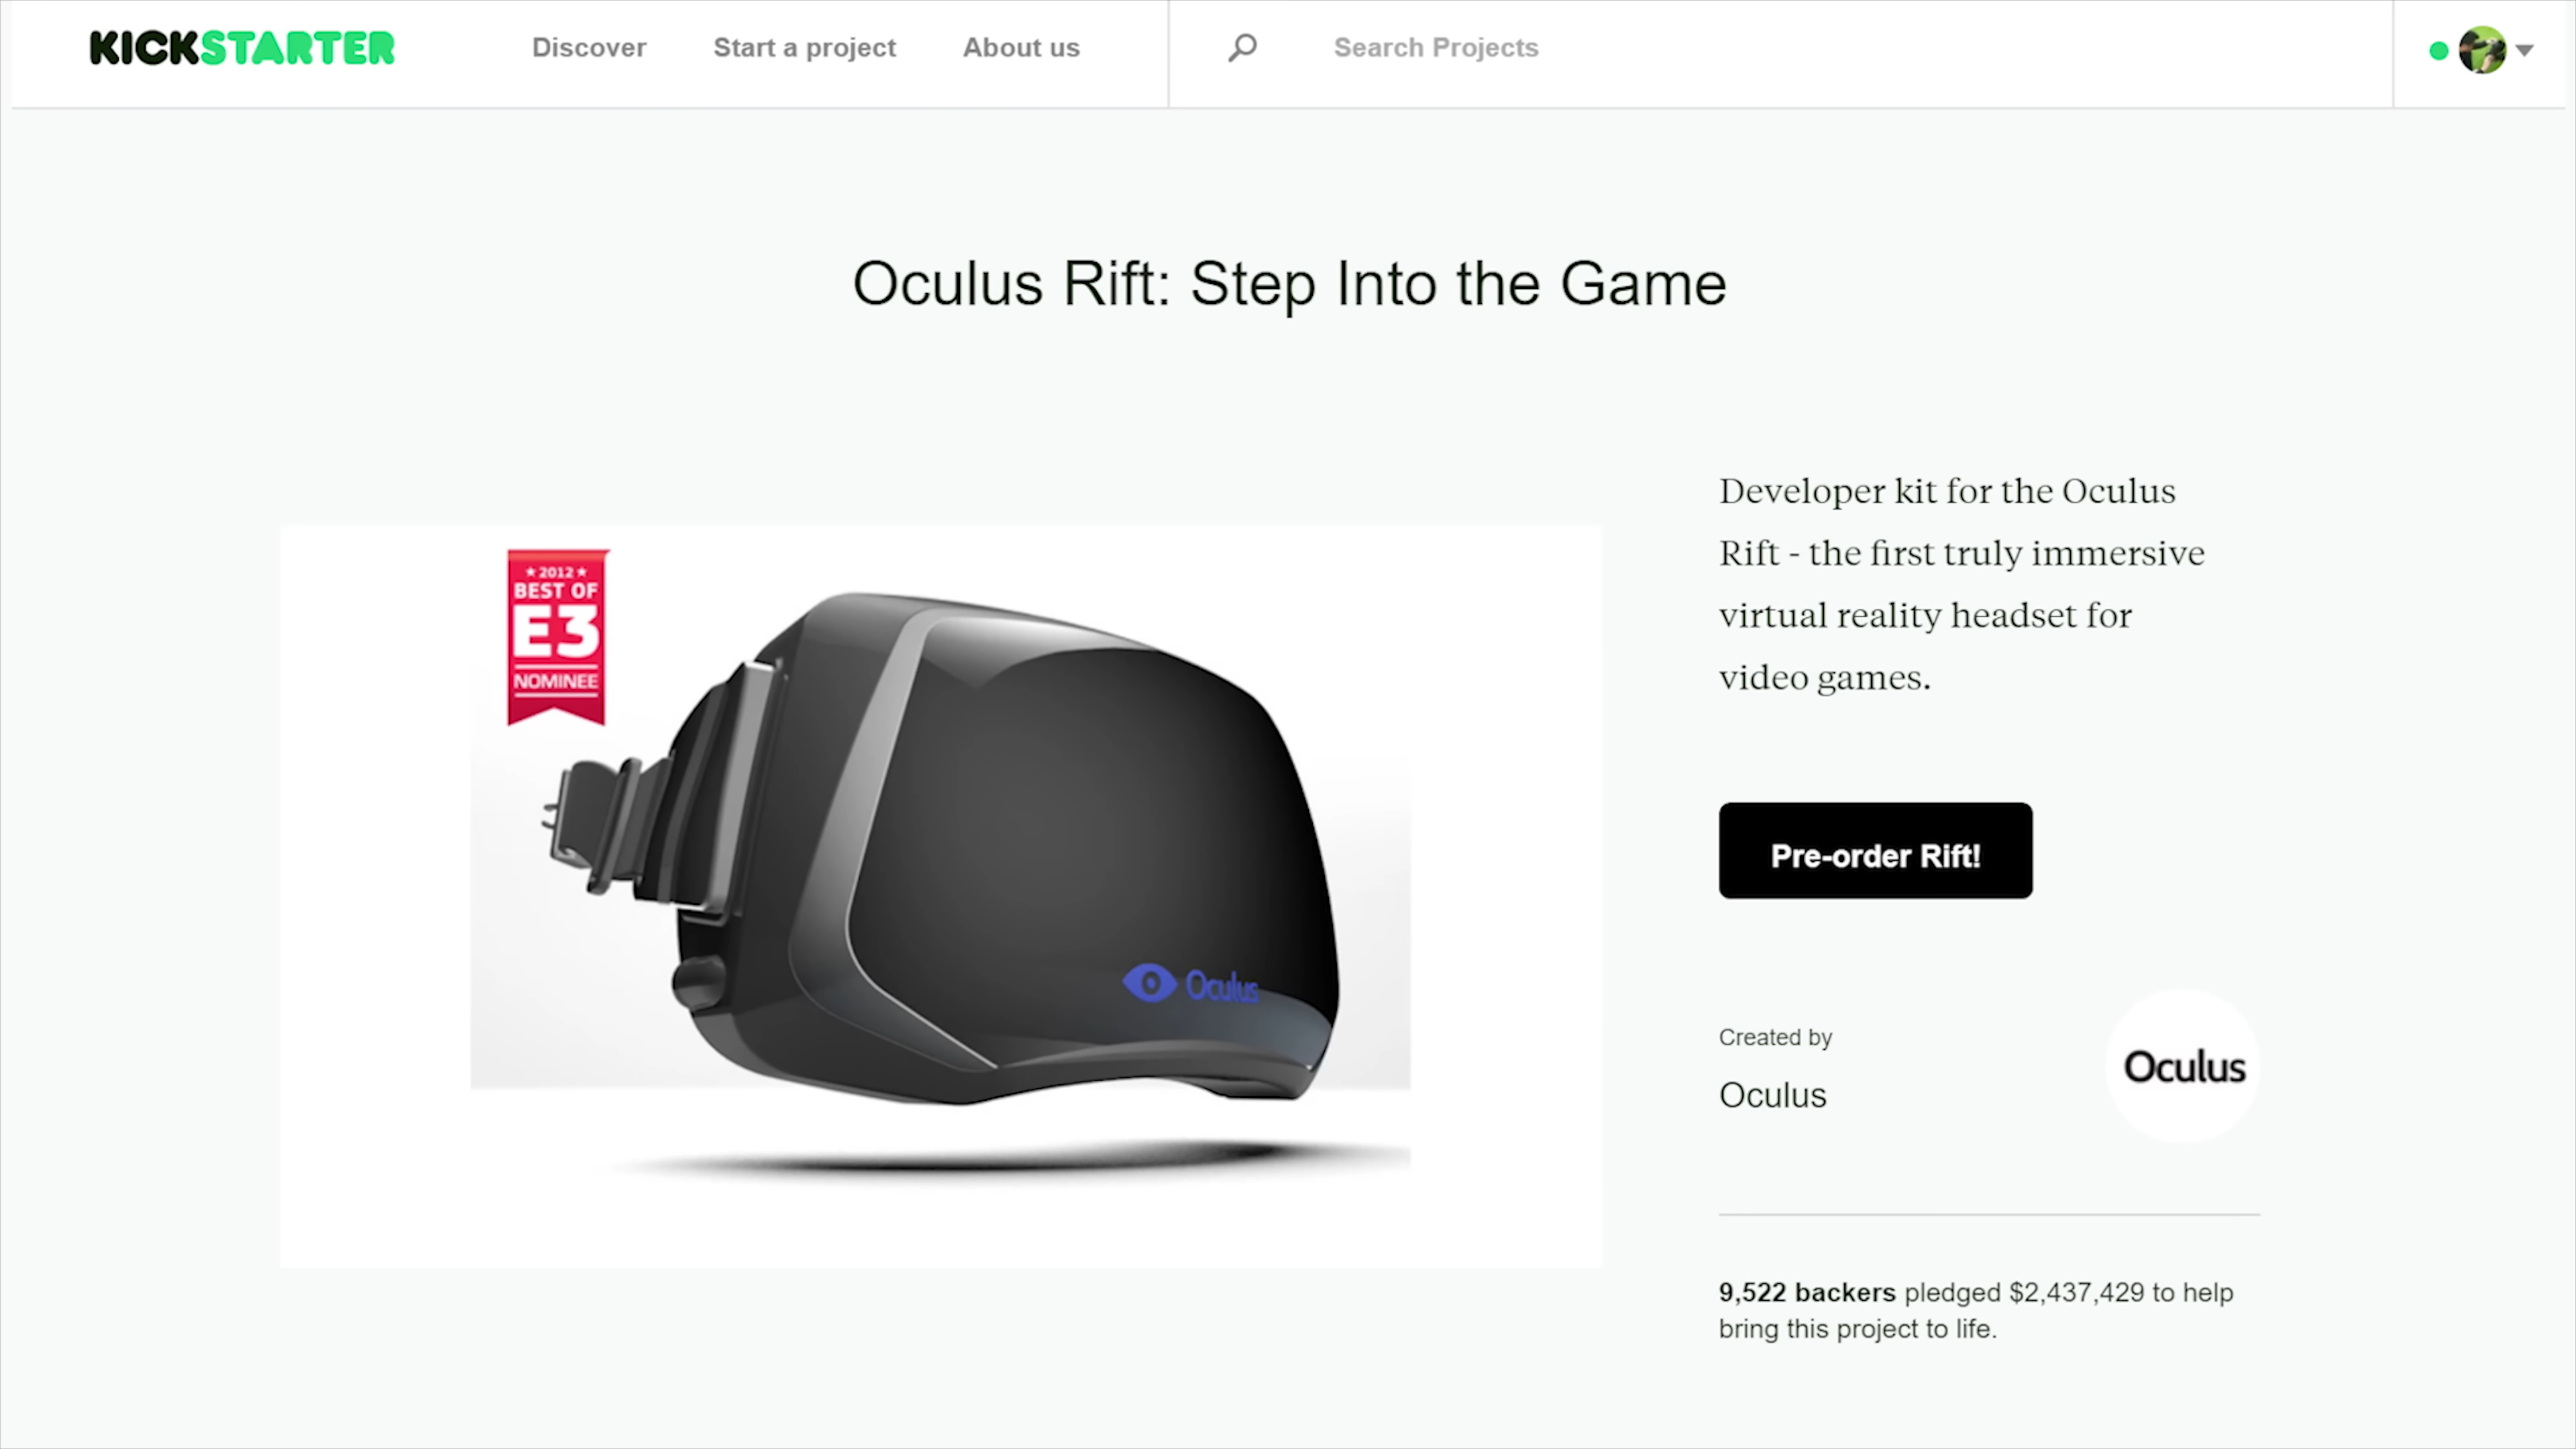 KICKSTARTER
Discover
Start a project
About us
Search Projects
Oculus Rift: Step Into the Game
★ 2012 ★
BEST OF
E3
NOMINEE
Oculus
Developer kit for the Oculus
Rift - the first truly immersive
virtual reality headset for
video games.
Pre-order Rift!
Created by
Oculus
Oculus
9,522 backers pledged $2,437,429 to help
bring this project to life.